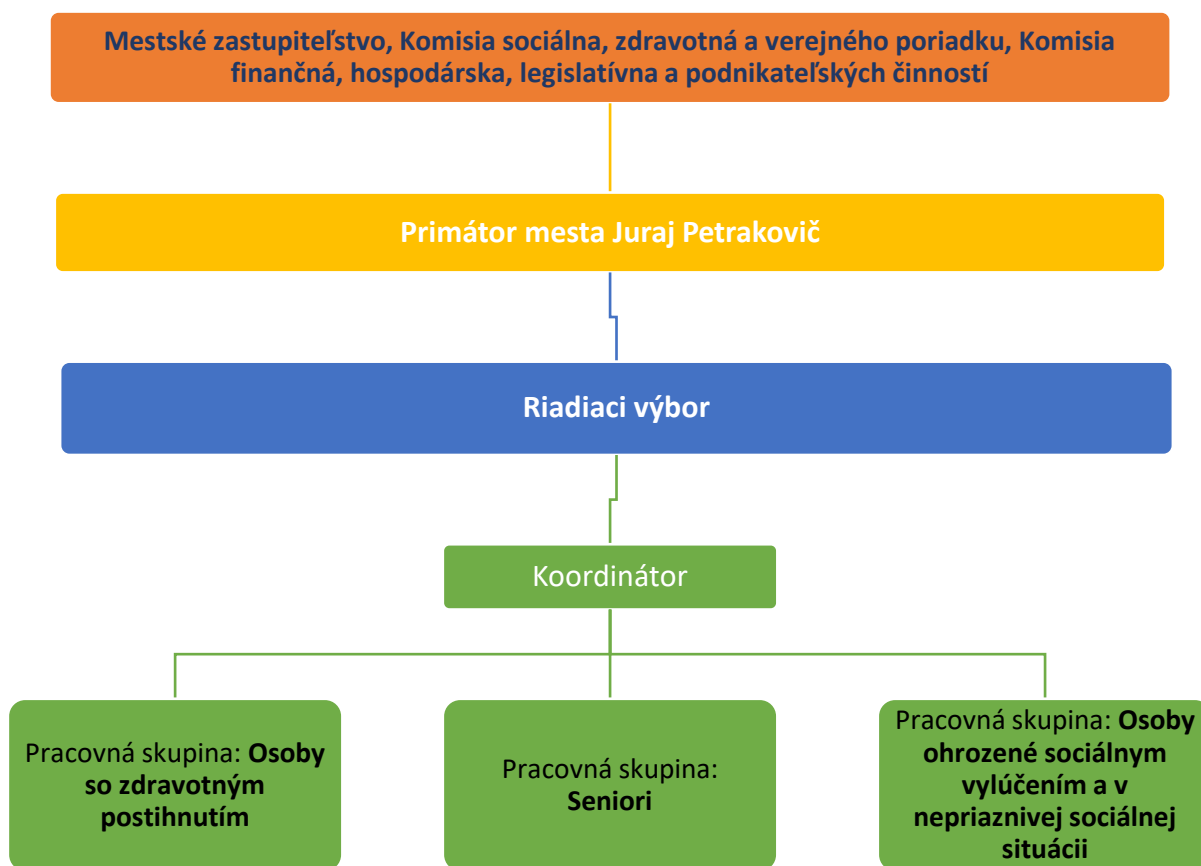 Mestské zastupiteľstvo, Komisia sociálna, zdravotná a verejného poriadku, Komisia
finančná, hospodárska, legislatívna a podnikateľských činností
Primátor mesta Juraj Petrakovič
Riadiaci výbor
Koordinátor
Pracovná skupina: Osoby
so zdravotným
postihnutím
Pracovná skupina:
Seniori
Pracovná skupina: Osoby
ohrozené sociálnym
vylúčením a v
nepriaznivej sociálnej
situácii